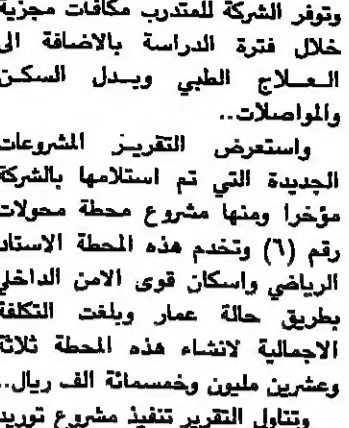 وتوفر الشركة للمتدرب مكافآت مجزية
خلال فترة الدراسة بالاضافة الى
العلاج الطبي وبدل السكن
والمواصلات..
واستعرض التقرير المشروعات
الجديدة التي تم استلامها بالشركة
مؤخرا ومنها مشروع محطة محولات
رقم (٦) وتخدم هذه المحطة الاستاد
الرياضي واسكان قوى الامن الداخلي
بطريق حالة عمار وبلغت التكلفة
الاجمالية لانشاء هذه المحطة ثلاثة
وعشرين مليون وخمسمائة الف ريال..
وتناول التقرير تنفيذ مشروع توريد